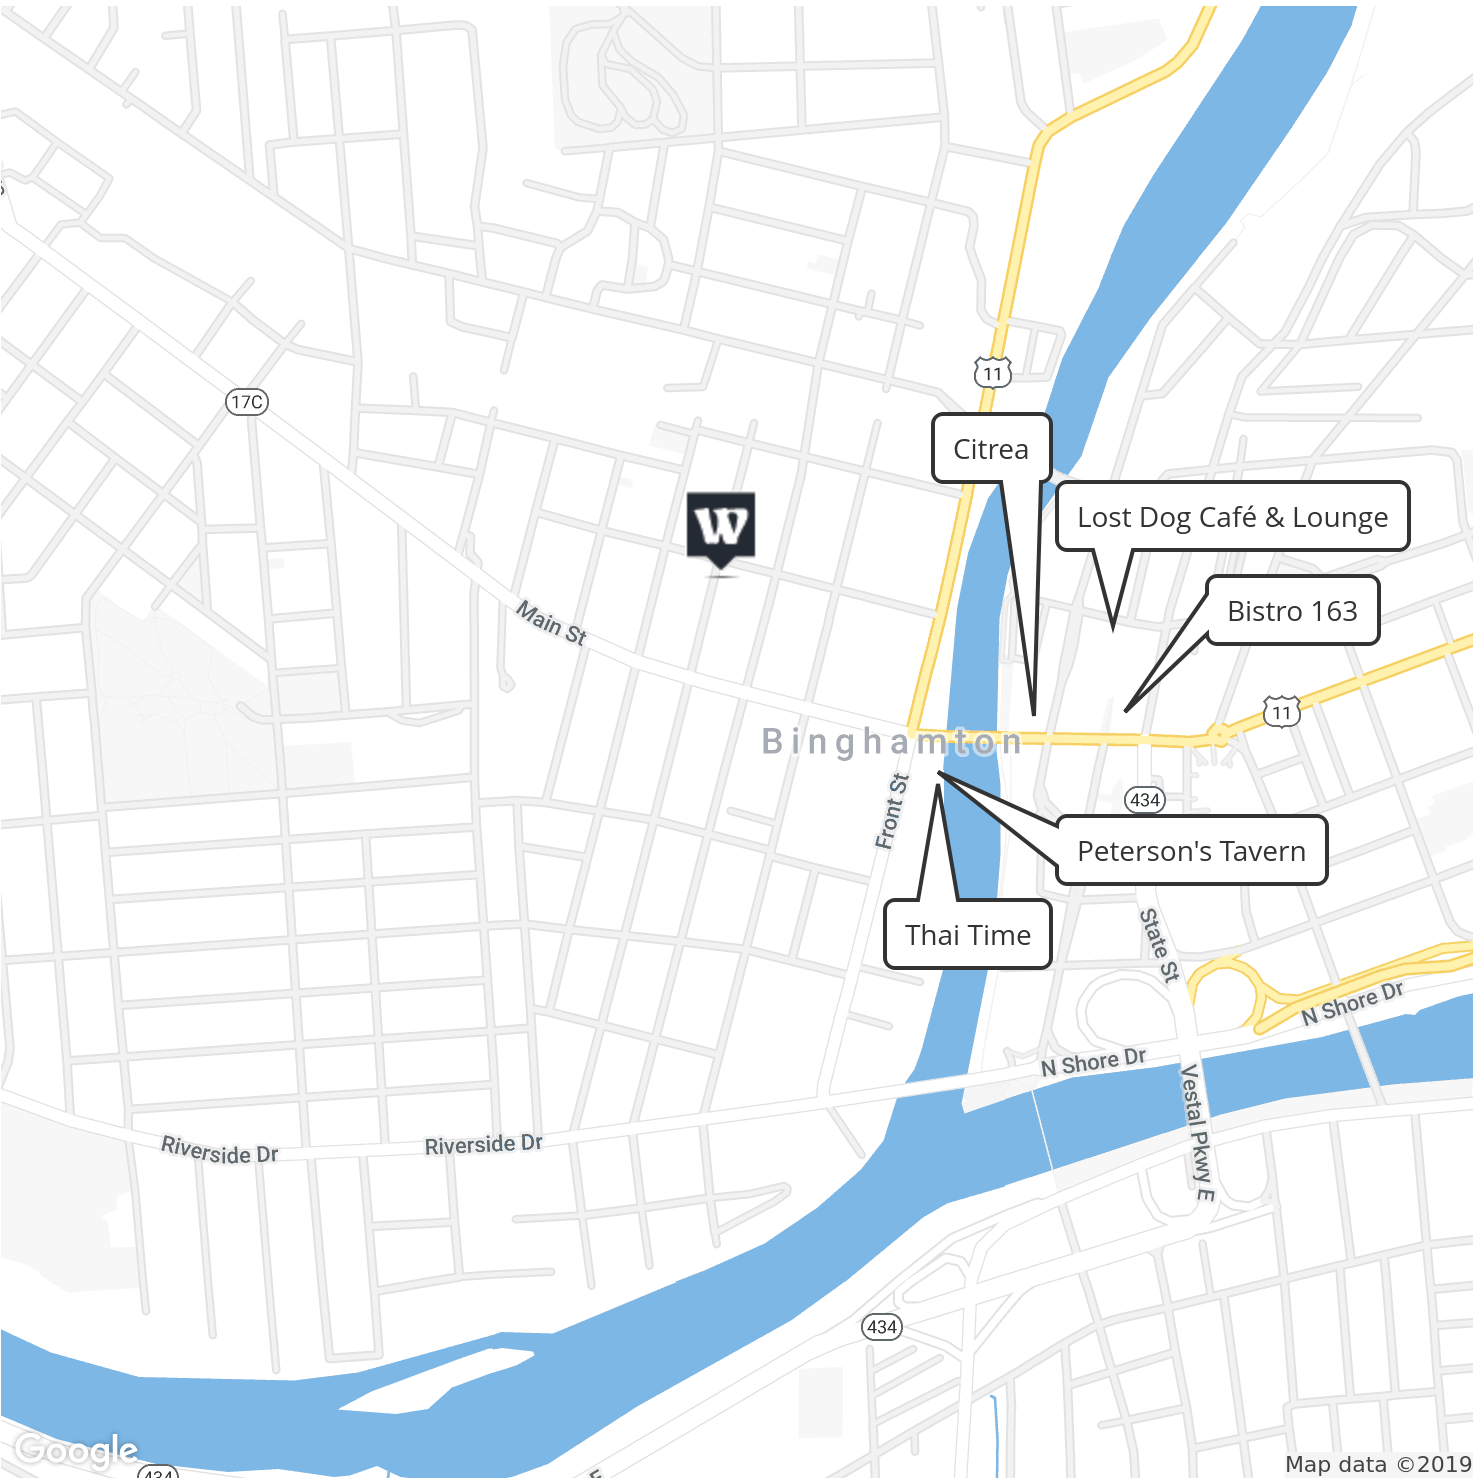 11
Citrea
17C
Lost Dog Café & Lounge
W
Bistro 163
Main St
11
Binghamton
Front St
434
Peterson's Tavern
Thai Time
State St
N Shore Dr
N Shore Dr
Vestal Pkwy E
Riverside Dr
Riverside Dr
434
Google
434
Map data ©2019